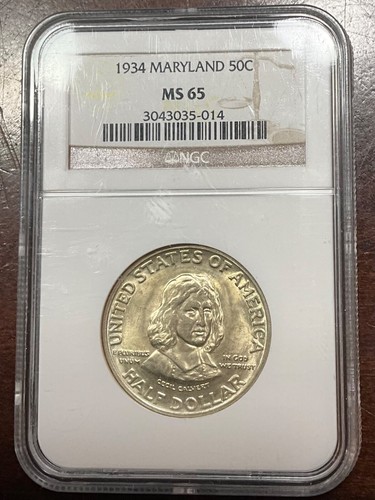 1934 MARYLAND 50C
MS 65
3043035-014
NGC
UNITED STATES OF AMERICA
E PLURIBUS
UNUM
IN GOD
WE TRUST
CECIL CALVERT
HALF DOLLAR